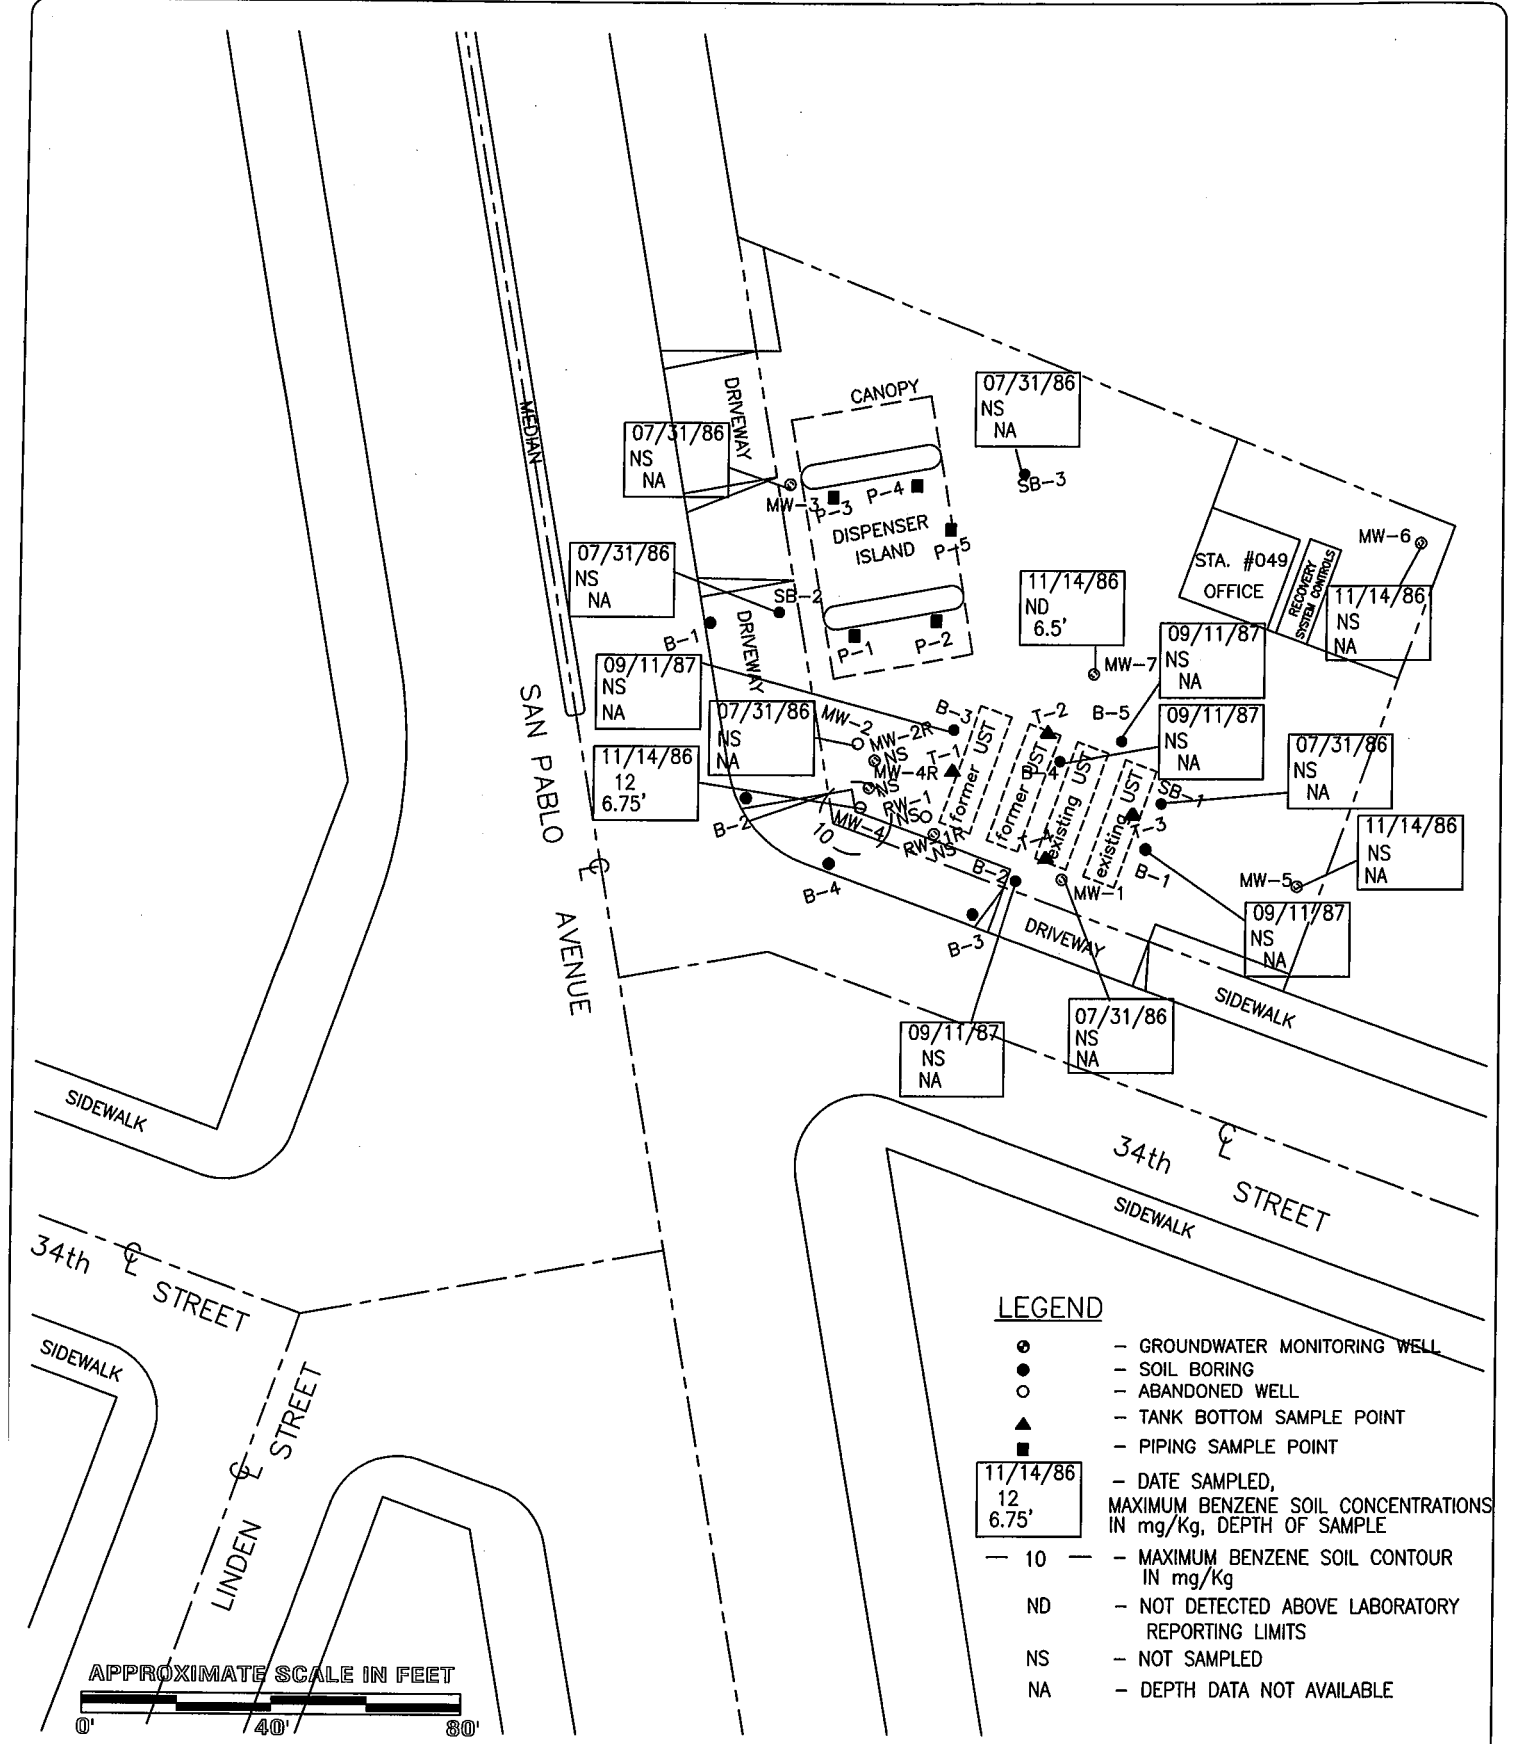 CANOPY
07/31/86
NS
NA
SB-3
DRIVEWAY
MEDIAN
07/31/86
NS
NA
MW-3
P-3
P-4
DISPENSER
ISLAND
P-5
MW-6
STA. #049
OFFICE
RECOVERY
SYSTEM CONTROLS
11/14/86
NS
NA
07/31/86
NS
NA
SB-2
B-1
DRIVEWAY
P-1
P-2
11/14/86
ND
6.5'
MW-7
09/11/87
NS
NA
09/11/87
NS
NA
SAN PABLO
AVENUE
07/31/86
NS
NA
MW-2
MW-2R
NS
B-3
T-2
B-5
09/11/87
NS
NA
11/14/86
12
6.75'
MW-4R
NS
T-1
former UST
former UST
B-4
existing UST
existing UST
SB-1
07/31/86
NS
NA
B-2
MW-4
10
RW-1
NS
RW-1R
NS
T-3
B-1
11/14/86
NS
NA
B-4
B-2
MW-1
MW-5
B-3
DRIVEWAY
09/11/87
NS
NA
SIDEWALK
09/11/87
NS
NA
07/31/86
NS
NA
SIDEWALK
34th
STREET
SIDEWALK
34th
STREET
SIDEWALK
LINDEN
STREET
LEGEND
- GROUNDWATER MONITORING WELL
- SOIL BORING
- ABANDONED WELL
- TANK BOTTOM SAMPLE POINT
- PIPING SAMPLE POINT
11/14/86
12
6.75'
- DATE SAMPLED,
MAXIMUM BENZENE SOIL CONCENTRATIONS
IN mg/Kg, DEPTH OF SAMPLE
— 10 — - MAXIMUM BENZENE SOIL CONTOUR
IN mg/Kg
ND - NOT DETECTED ABOVE LABORATORY
REPORTING LIMITS
NS - NOT SAMPLED
NA - DEPTH DATA NOT AVAILABLE
APPROXIMATE SCALE IN FEET
0' 40' 80'